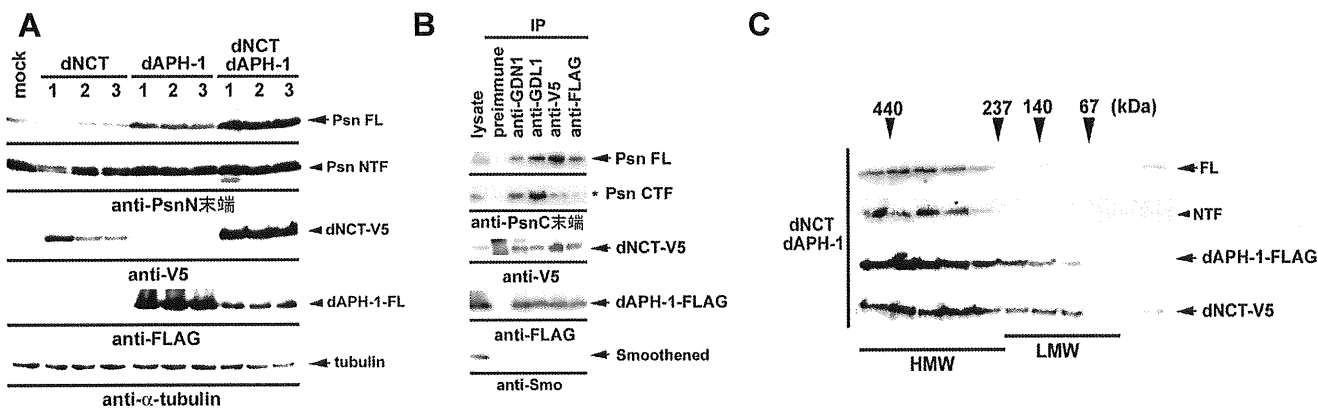 A
mock
dNCT
dAPH-1
dNCT
dAPH-1
1 2 3 1 2 3 1 2 3
Psn FL
Psn NTF
anti-PsnN末端
dNCT-V5
anti-V5
dAPH-1-FL
anti-FLAG
tubulin
anti-α-tubulin
B
IP
lysate
preimmune
anti-GDN1
anti-GDL1
anti-V5
anti-FLAG
Psn FL
* Psn CTF
anti-PsnC末端
dNCT-V5
anti-V5
dAPH-1-FLAG
anti-FLAG
Smoothened
anti-Smo
C
440 237 140 67 (kDa)
dNCT
dAPH-1
FL
NTF
dAPH-1-FLAG
dNCT-V5
HMW
LMW